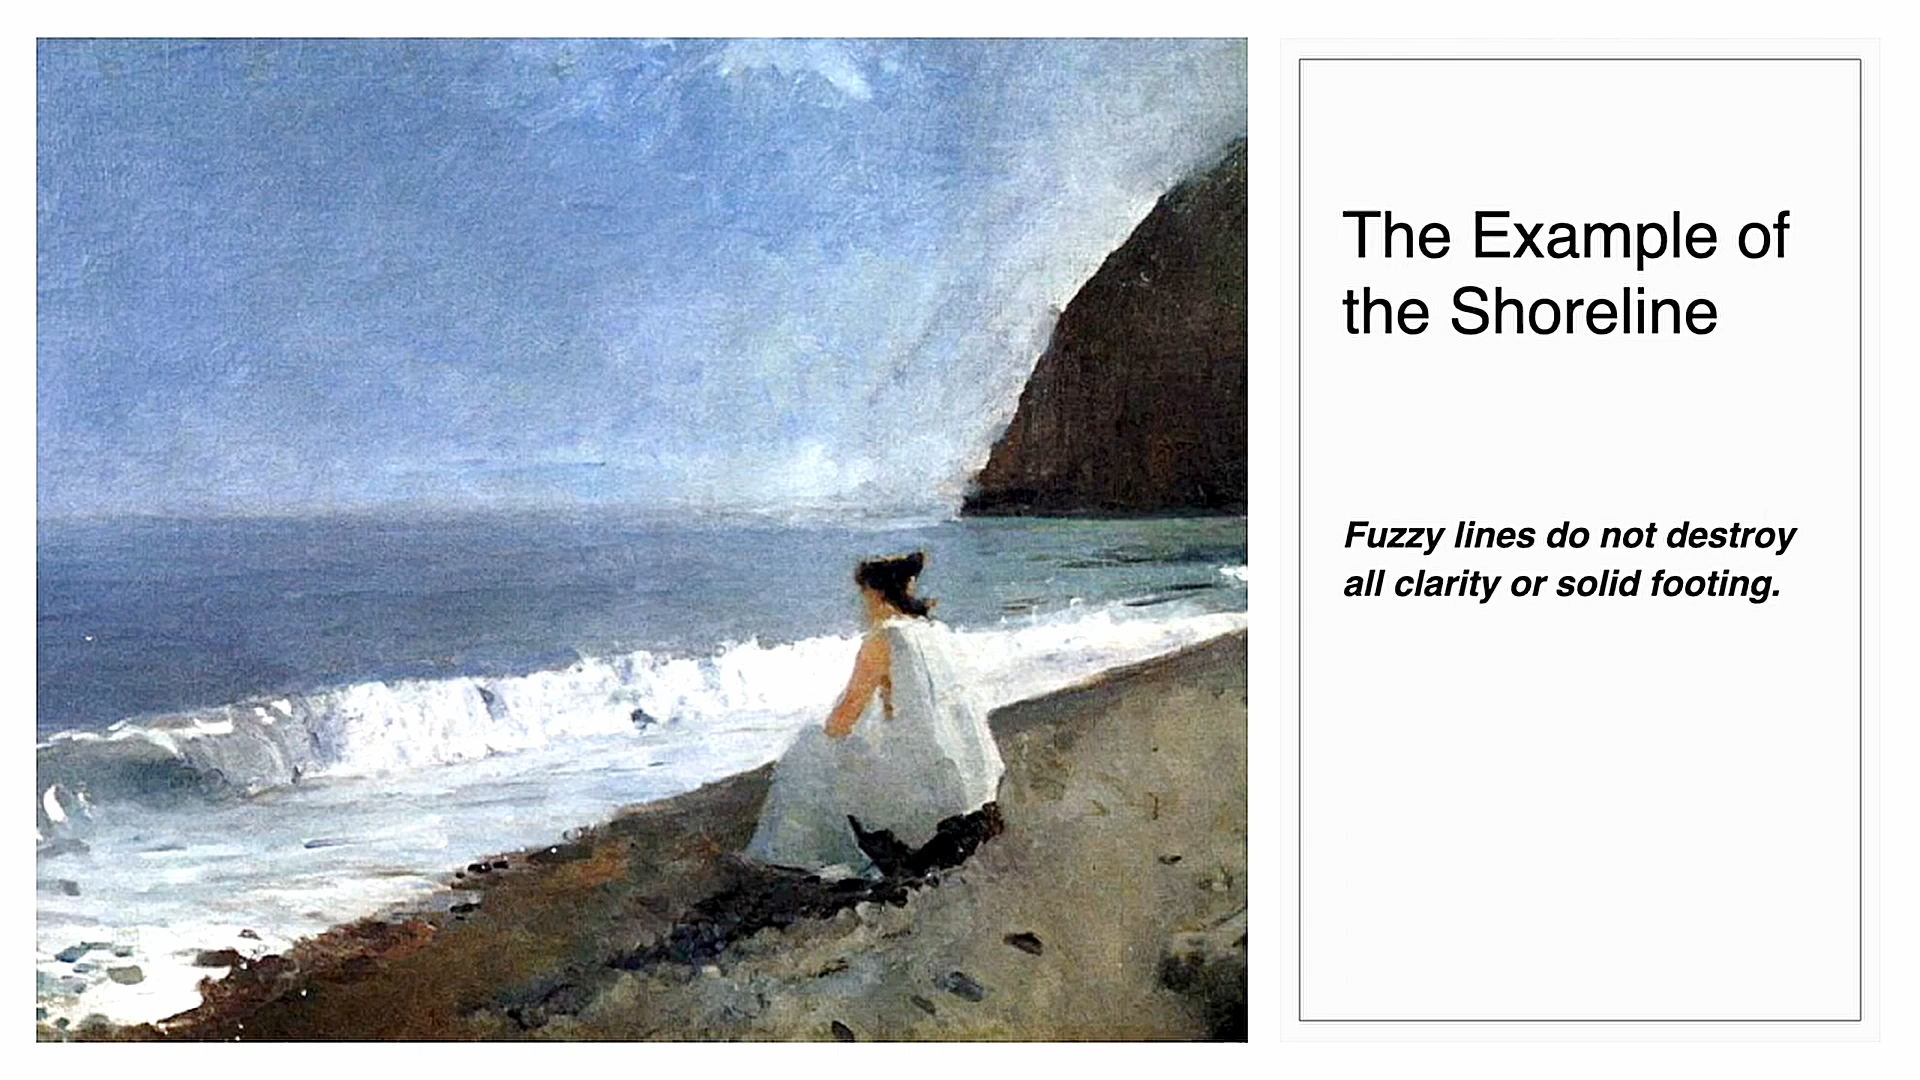 The Example of
the Shoreline
Fuzzy lines do not destroy
all clarity or solid footing.